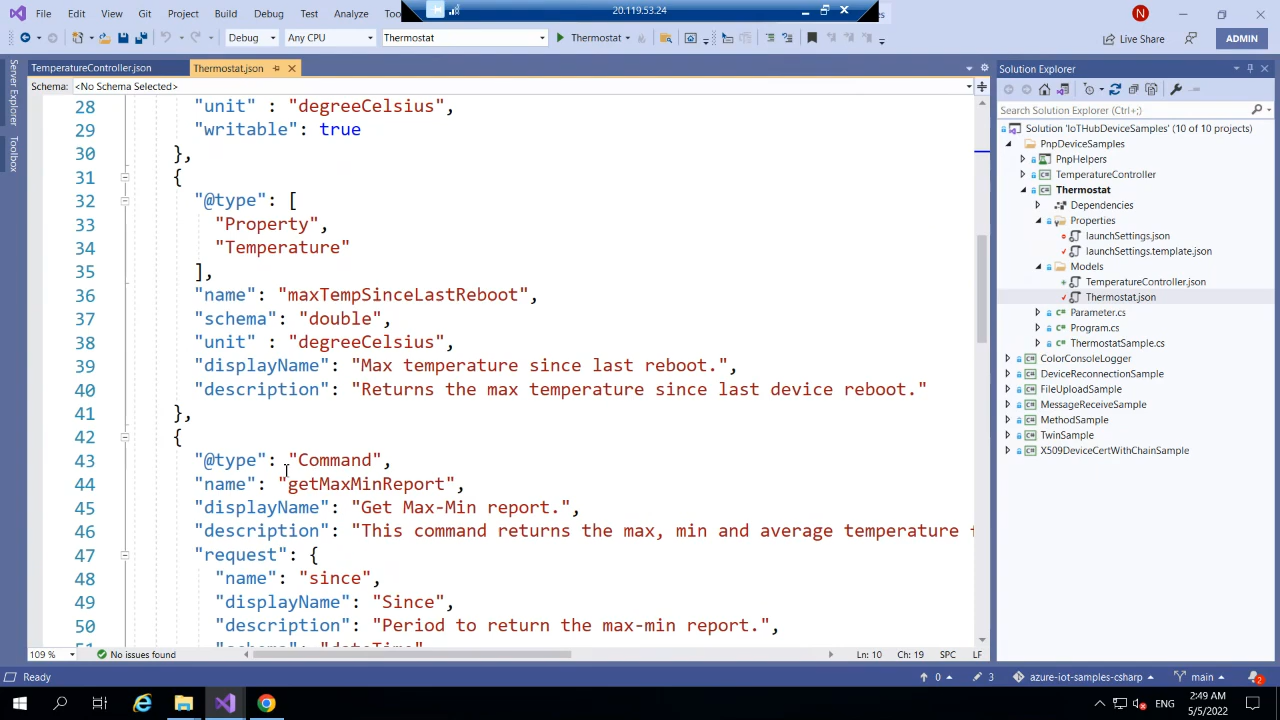 File Edit View Git Project Build Debug Test Analyze
20.119.53.24
N
Debug Any CPU Thermostat Thermostat Live Share ADMIN
TemperatureController.json Thermostat.json
Schema: <No Schema Selected>
Server Explorer
Toolbox
28 "unit" : "degreeCelsius",
29 "writable": true
30 },
31 {
32 "@type": [
33 "Property",
34 "Temperature"
35 ],
36 "name": "maxTempSinceLastReboot",
37 "schema": "double",
38 "unit" : "degreeCelsius",
39 "displayName": "Max temperature since last reboot.",
40 "description": "Returns the max temperature since last device reboot."
41 },
42 {
43 "@type": "Command",
44 "name": "getMaxMinReport",
45 "displayName": "Get Max-Min report.",
46 "description": "This command returns the max, min and average temperature
47 "request": {
48 "name": "since",
49 "displayName": "Since",
50 "description": "Period to return the max-min report.",
51 "schema": "dateTime"
109 % No issues found Ln: 10 Ch: 19 SPC LF
Solution Explorer
Search Solution Explorer (Ctrl+;)
Solution 'IoTHubDeviceSamples' (10 of 10 projects)
PnpDeviceSamples
PnpHelpers
TemperatureController
Thermostat
Dependencies
Properties
launchSettings.json
launchSettings.template.json
Models
TemperatureController.json
Thermostat.json
Parameter.cs
Program.cs
ThermostatSample.cs
ColorConsoleLogger
DeviceReconnectionSample
FileUploadSample
MessageReceiveSample
MethodSample
TwinSample
X509DeviceCertWithChainSample
Ready 0 3 azure-iot-samples-csharp main 2
ENG 2:49 AM
5/5/2022